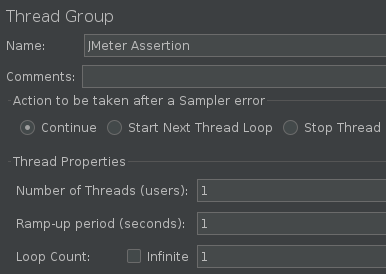 Thread Group
Name: JMeter Assertion
Comments:
Action to be taken after a Sampler error
Continue Start Next Thread Loop Stop Thread
Thread Properties
Number of Threads (users): 1
Ramp-up period (seconds): 1
Loop Count: Infinite 1